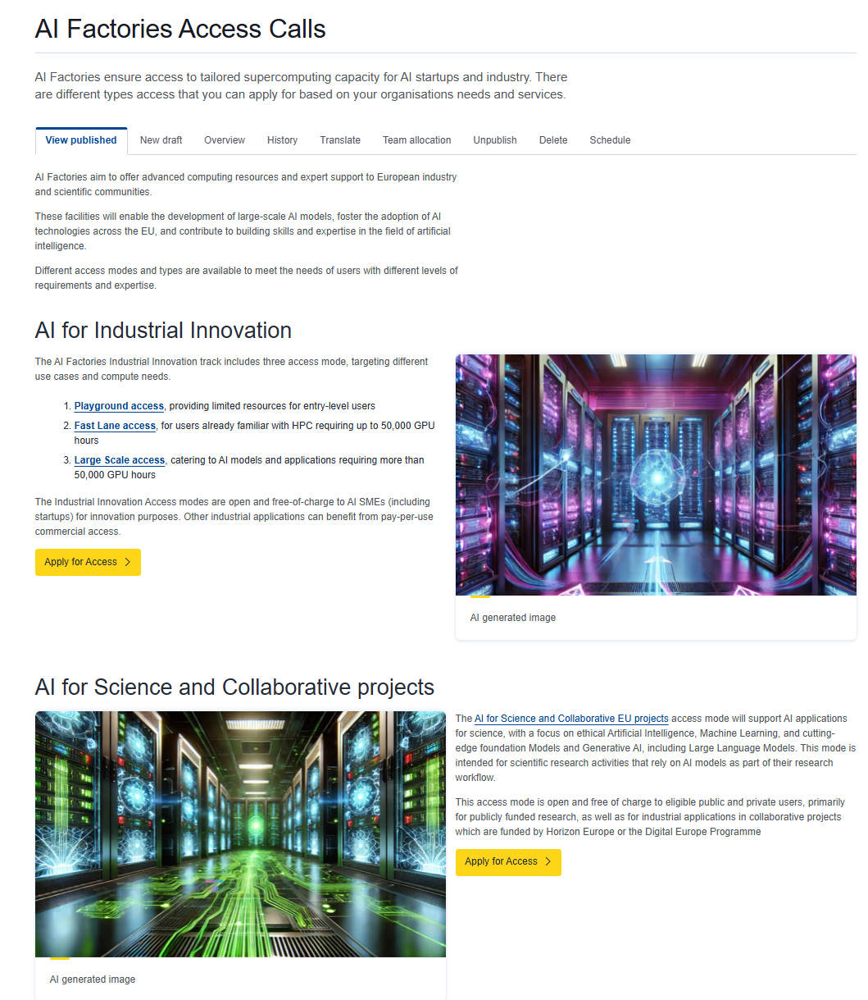 AI Factories Access Calls
AI Factories ensure access to tailored supercomputing capacity for AI startups and industry. There
are different types access that you can apply for based on your organisations needs and services.
View published New draft Overview History Translate Team allocation Unpublish Delete Schedule
AI Factories aim to offer advanced computing resources and expert support to European industry
and scientific communities.
These facilities will enable the development of large-scale AI models, foster the adoption of AI
technologies across the EU, and contribute to building skills and expertise in the field of artificial
intelligence.
Different access modes and types are available to meet the needs of users with different levels of
requirements and expertise.
AI for Industrial Innovation
The AI Factories Industrial Innovation track includes three access mode, targeting different
use cases and compute needs.
1. Playground access, providing limited resources for entry-level users
2. Fast Lane access, for users already familiar with HPC requiring up to 50,000 GPU
hours
3. Large Scale access, catering to AI models and applications requiring more than
50,000 GPU hours
The Industrial Innovation Access modes are open and free-of-charge to AI SMEs (including
startups) for innovation purposes. Other industrial applications can benefit from pay-per-use
commercial access.
Apply for Access
AI generated image
AI for Science and Collaborative projects
The AI for Science and Collaborative EU projects access mode will support AI applications
for science, with a focus on ethical Artificial Intelligence, Machine Learning, and cutting-
edge foundation Models and Generative AI, including Large Language Models. This mode is
intended for scientific research activities that rely on AI models as part of their research
workflow.
This access mode is open and free of charge to eligible public and private users, primarily
for publicly funded research, as well as for industrial applications in collaborative projects
which are funded by Horizon Europe or the Digital Europe Programme
Apply for Access
AI generated image